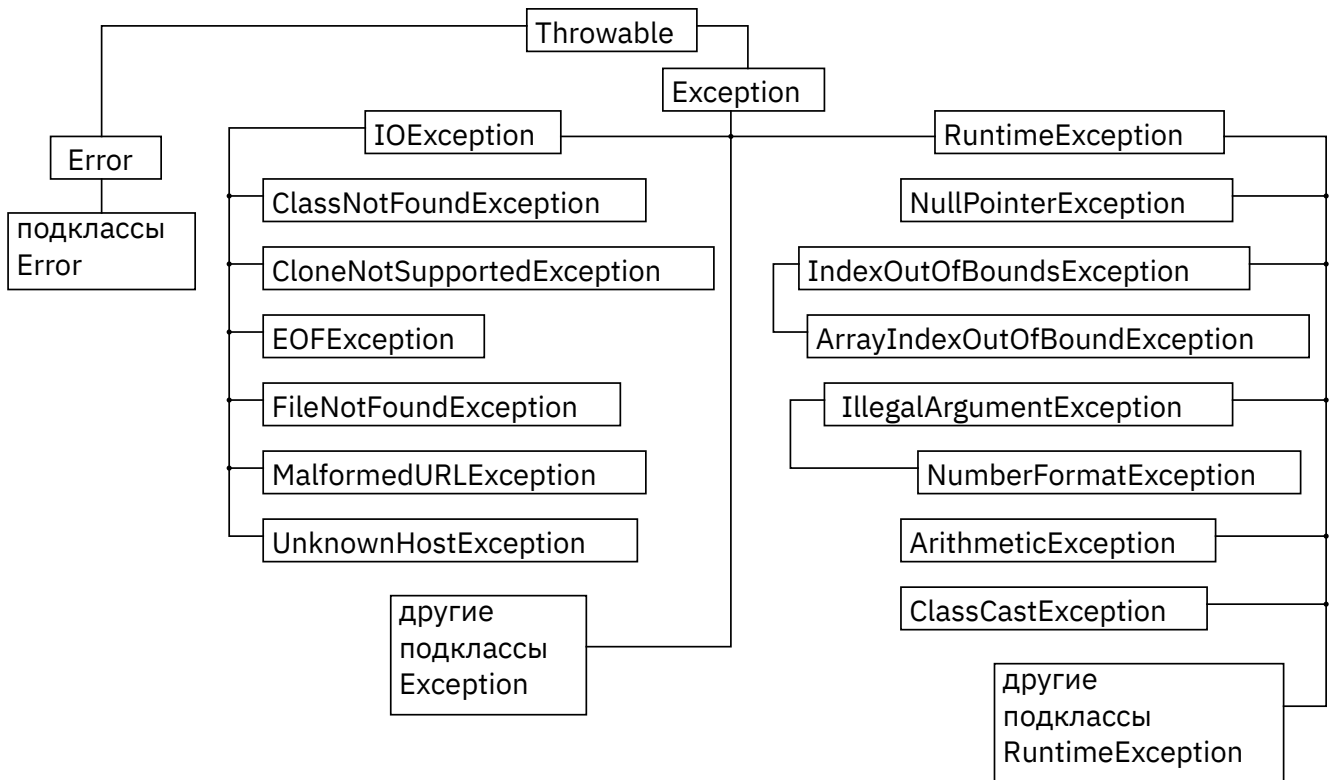 Throwable
Exception
IOException
RuntimeException
Error
ClassNotFoundException
NullPointerException
подклассы
Error
CloneNotSupportedException
IndexOutOfBoundsException
EOFException
ArrayIndexOutOfBoundException
FileNotFoundException
IllegalArgumentException
MalformedURLException
NumberFormatException
UnknownHostException
ArithmeticException
другие
подклассы
Exception
ClassCastException
другие
подклассы
RuntimeException